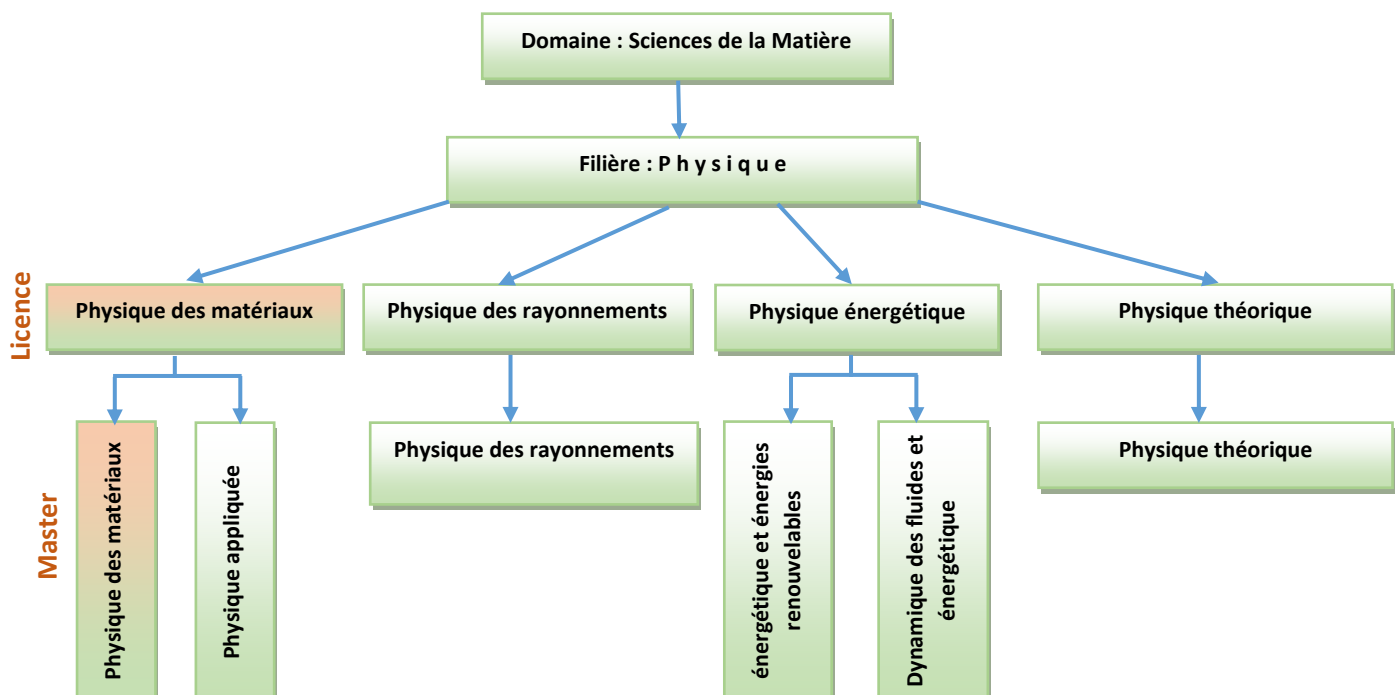 Domaine : Sciences de la Matière
Filière : P h y s i q u e
Licence
Physique des matériaux
Physique des rayonnements
Physique énergétique
Physique théorique
Master
Physique des matériaux
Physique appliquée
Physique des rayonnements
énergétique et énergies
renouvelables
Dynamique des fluides et
énergétique
Physique théorique